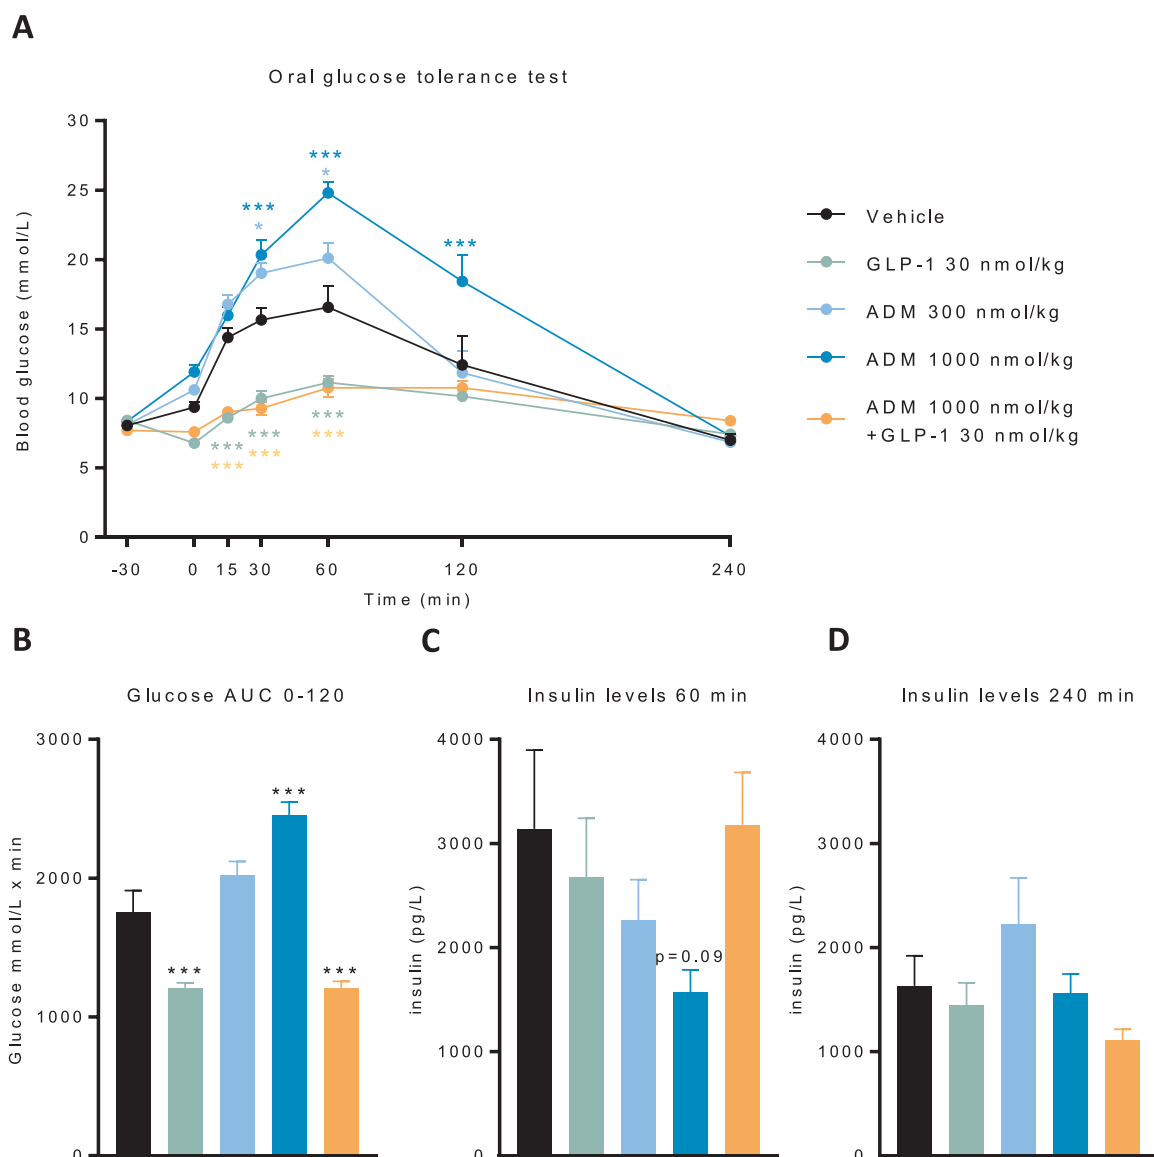 A
Oral glucose tolerance test
Blood glucose (mmol/L)
30
25
20
15
10
5
0
***
*
***
*
***
***
***
***
***
***
***
-30 0 15 30 60 120 240
Time (min)
Vehicle
GLP-1 30 nmol/kg
ADM 300 nmol/kg
ADM 1000 nmol/kg
ADM 1000 nmol/kg
+GLP-1 30 nmol/kg
B
Glucose AUC 0-120
Glucose mmol/L x min
3000
2000
1000
0
***
***
***
C
Insulin levels 60 min
insulin (pg/L)
4000
3000
2000
1000
0
p=0.09
D
Insulin levels 240 min
insulin (pg/L)
4000
3000
2000
1000
0